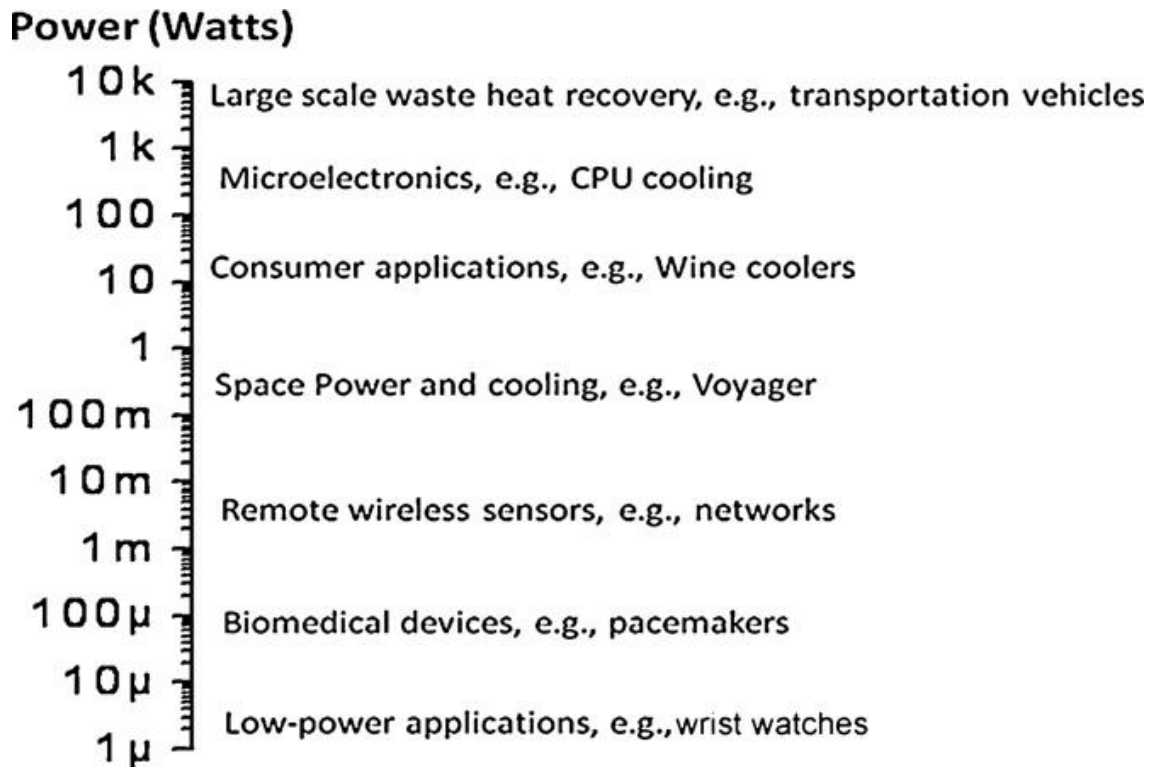 Power (Watts)
10k
Large scale waste heat recovery, e.g., transportation vehicles
1k
Microelectronics, e.g., CPU cooling
100
Consumer applications, e.g., Wine coolers
10
1
Space Power and cooling, e.g., Voyager
100m
10m
Remote wireless sensors, e.g., networks
1m
100µ
Biomedical devices, e.g., pacemakers
10µ
Low-power applications, e.g.,wrist watches
1µ